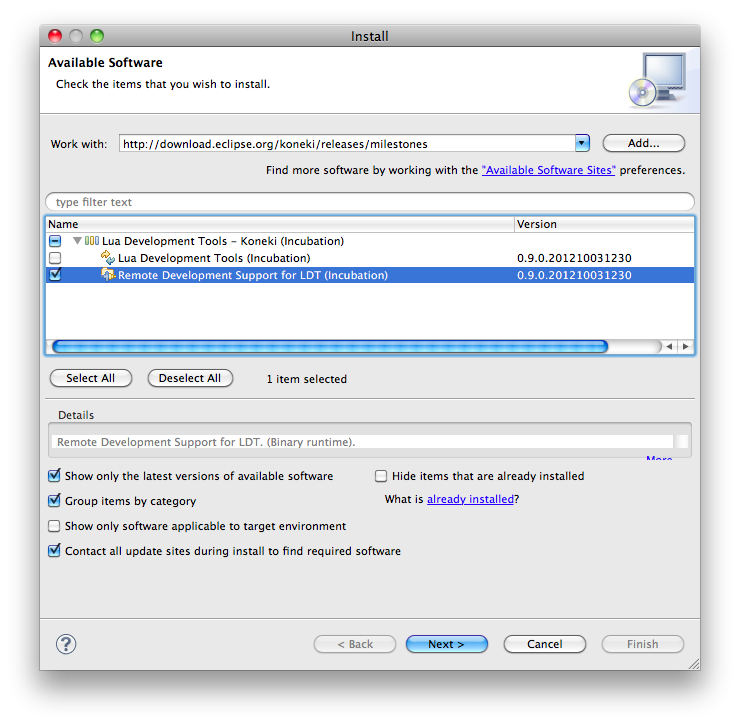 Install
Available Software
Check the items that you wish to install.
Work with: http://download.eclipse.org/koneki/releases/milestones Add...
Find more software by working with the "Available Software Sites" preferences.
type filter text
Name Version
Lua Development Tools - Koneki (Incubation)
Lua Development Tools (Incubation) 0.9.0.201210031230
Remote Development Support for LDT (Incubation) 0.9.0.201210031230
Select All Deselect All 1 item selected
Details
Remote Development Support for LDT. (Binary runtime).
More...
Show only the latest versions of available software Hide items that are already installed
Group items by category What is already installed?
Show only software applicable to target environment
Contact all update sites during install to find required software
? < Back Next > Cancel Finish